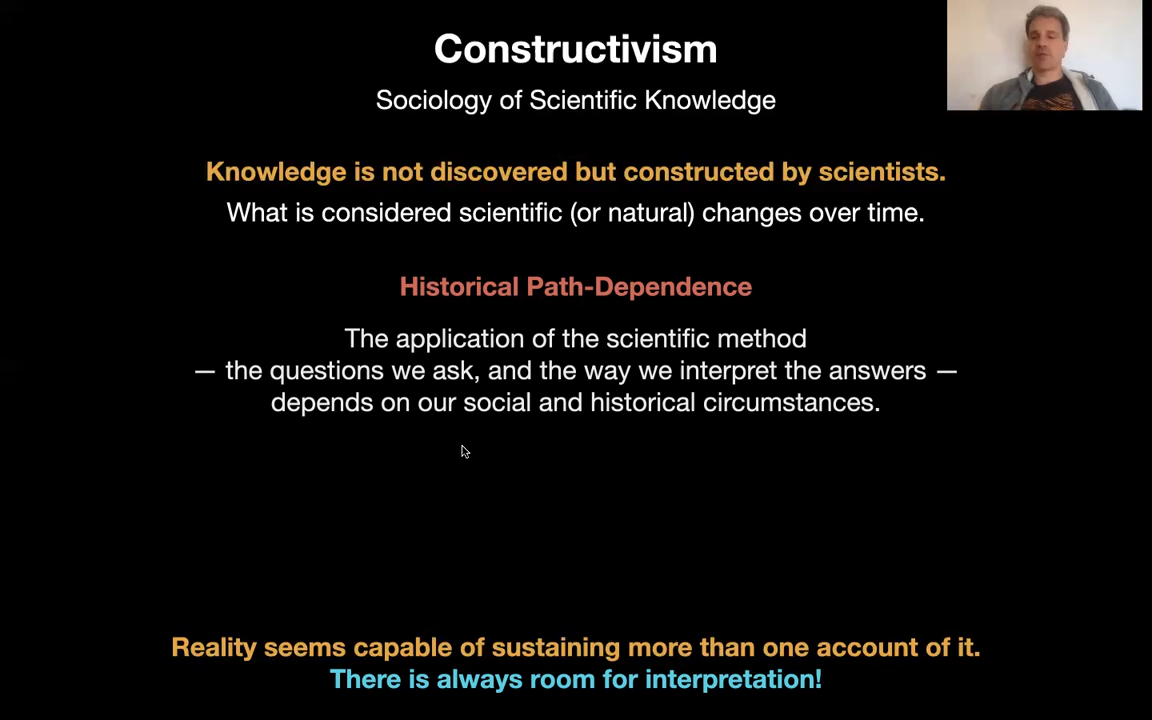 Constructivism
Sociology of Scientific Knowledge
Knowledge is not discovered but constructed by scientists.
What is considered scientific (or natural) changes over time.
Historical Path-Dependence
The application of the scientific method
— the questions we ask, and the way we interpret the answers —
depends on our social and historical circumstances.
Reality seems capable of sustaining more than one account of it.
There is always room for interpretation!